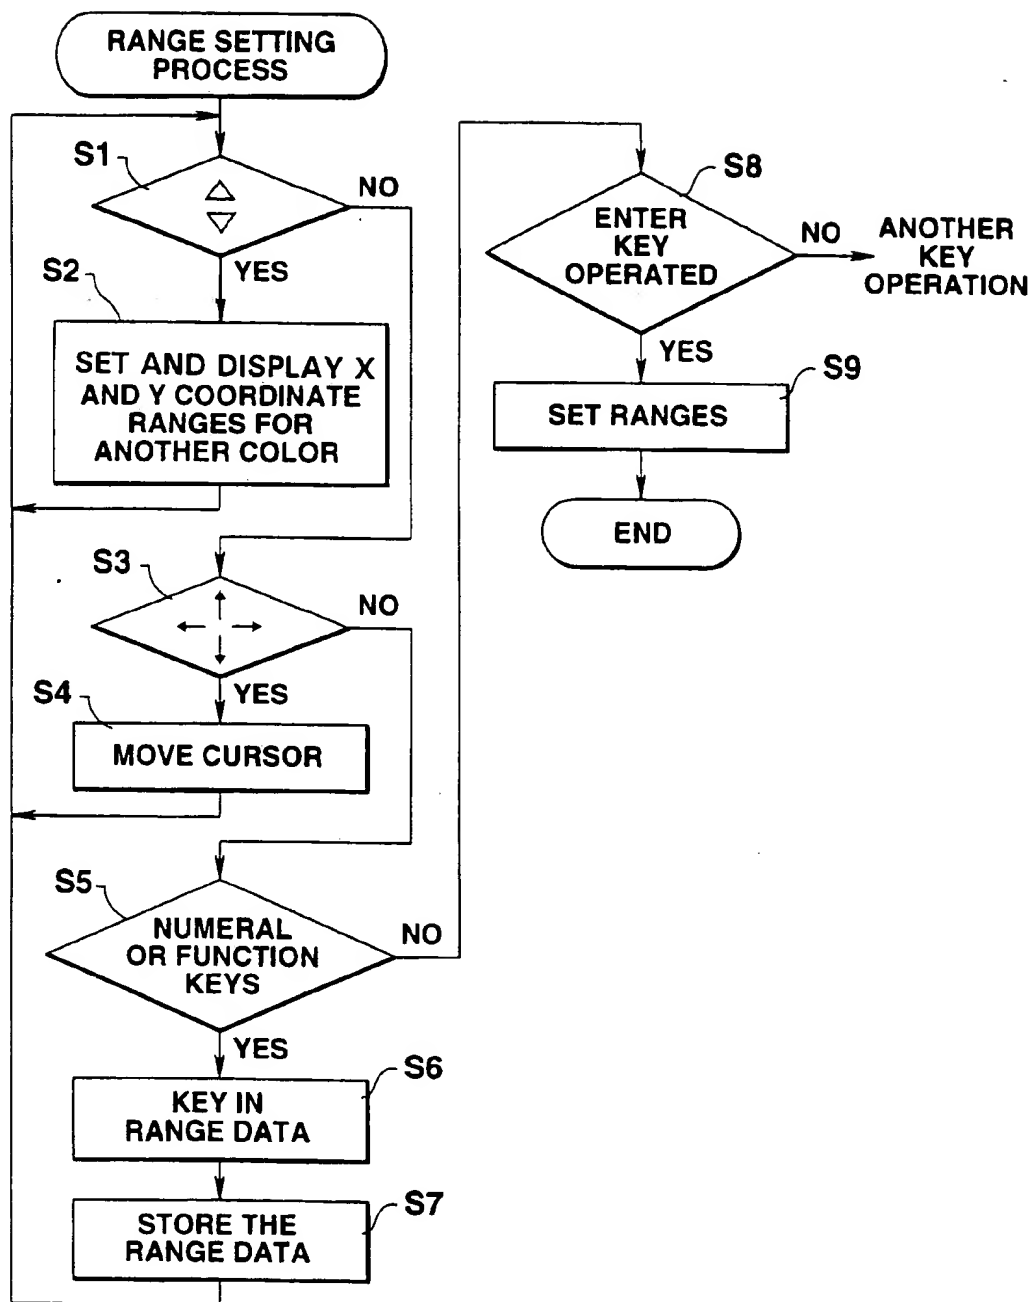 RANGE SETTING
PROCESS
S1
NO
YES
S2
SET AND DISPLAY X
AND Y COORDINATE
RANGES FOR
ANOTHER COLOR
S3
NO
YES
S4
MOVE CURSOR
S5
NUMERAL
OR FUNCTION
KEYS
NO
YES
S6
KEY IN
RANGE DATA
S7
STORE THE
RANGE DATA
S8
ENTER
KEY
OPERATED
NO
ANOTHER
KEY
OPERATION
YES
S9
SET RANGES
END